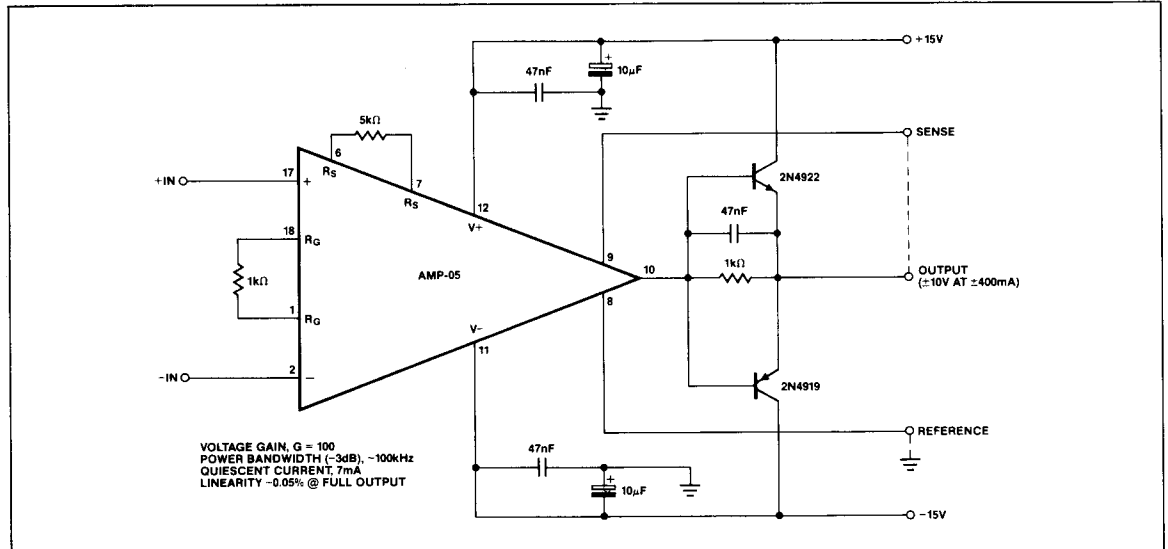 +15V
47nF
+
10µF
5kΩ
SENSE
6
RS
7
RS
17
+IN
+
2N4922
12
V+
47nF
18
RG
9
1kΩ
AMP-05
10
1kΩ
OUTPUT
(±10V AT ±400mA)
8
1
RG
V-
11
2
-IN
−
2N4919
REFERENCE
VOLTAGE GAIN, G = 100
POWER BANDWIDTH (-3dB), ~100kHz
QUIESCENT CURRENT, 7mA
LINEARITY ~0.05% @ FULL OUTPUT
47nF
+
10µF
-15V